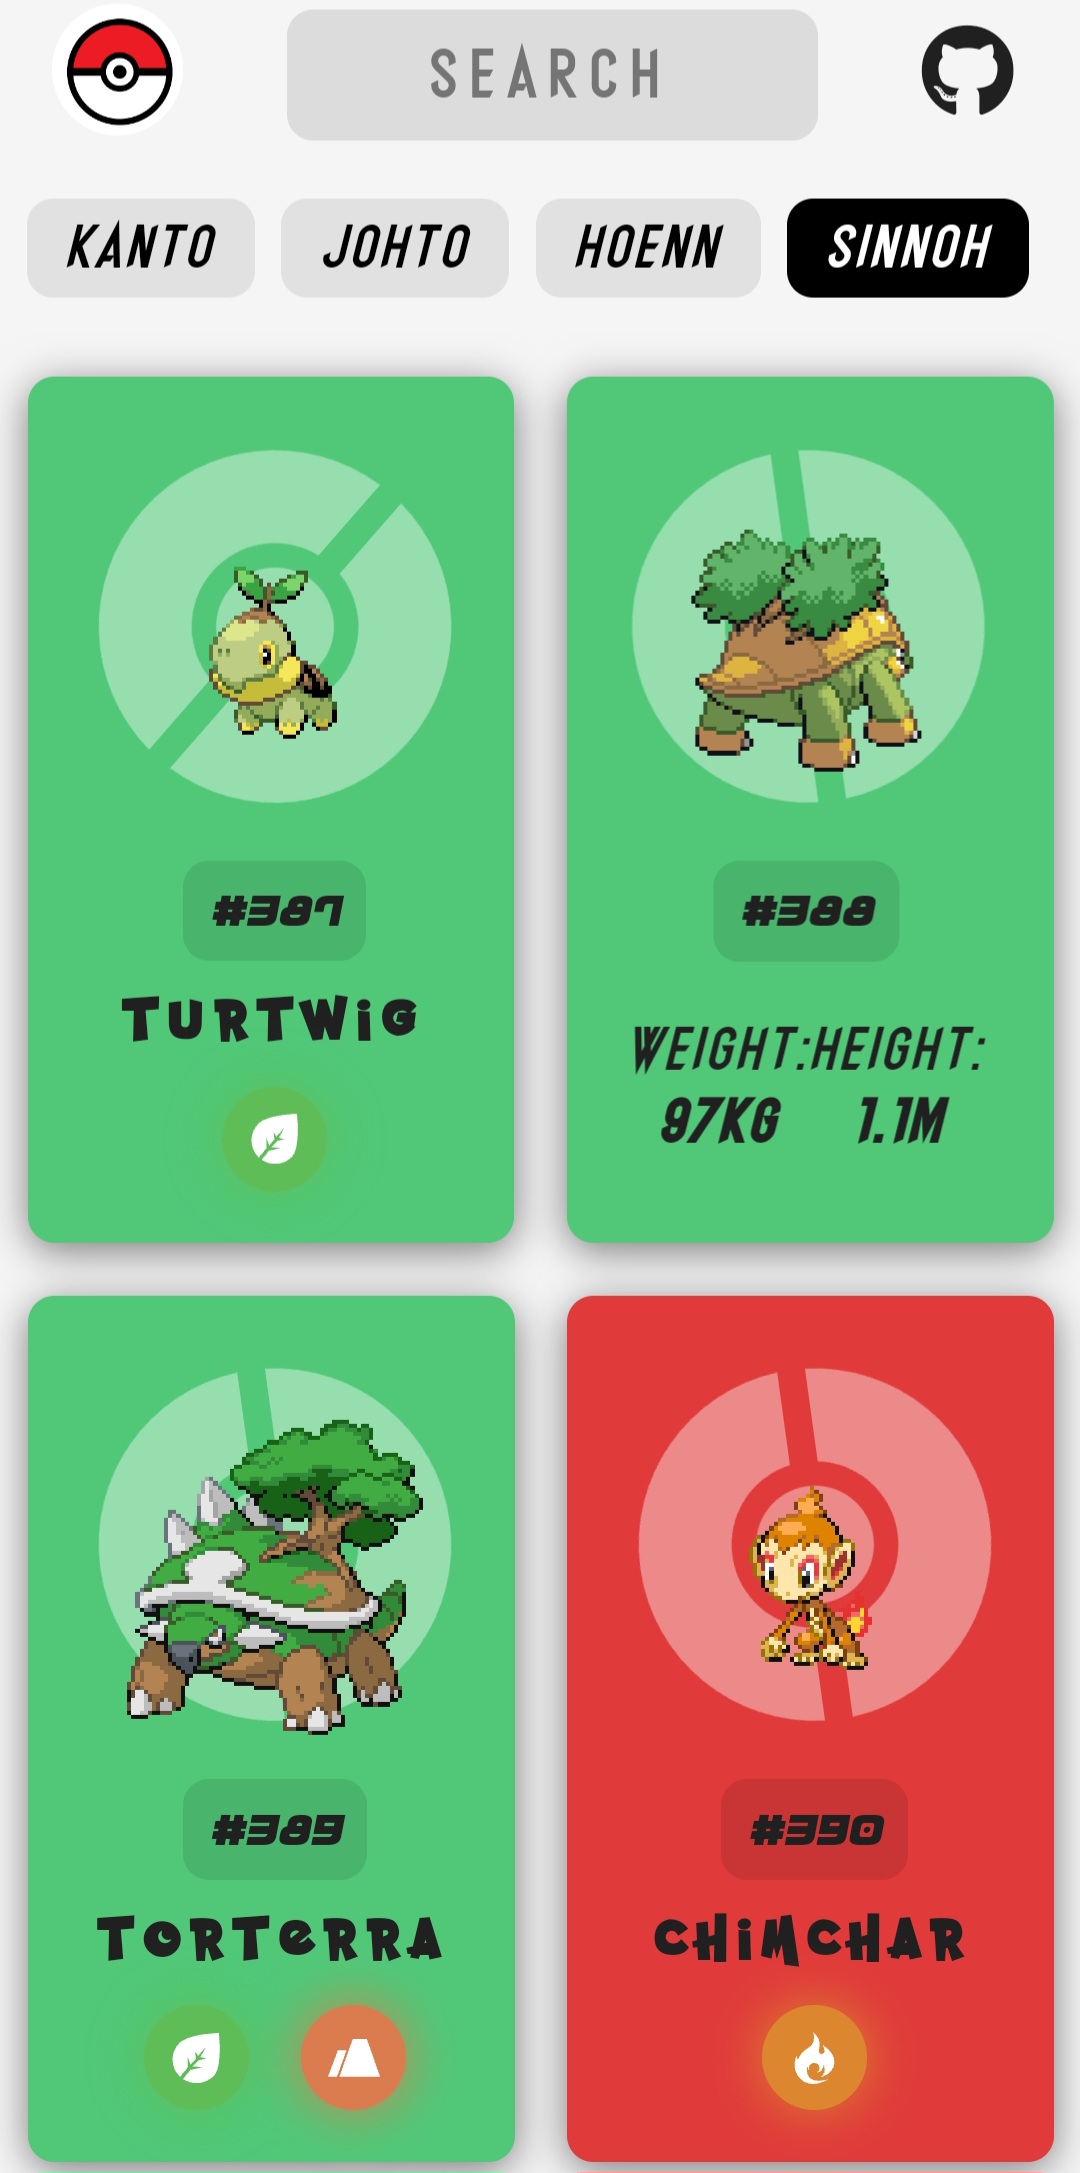 SEARCH
KANTO JOHTO HOENN SINNOH
#387
TURTWiG
#388
WEIGHT: HEIGHT:
97KG 1.1M
#389
TORTeRRA
#390
CHiMCHAR